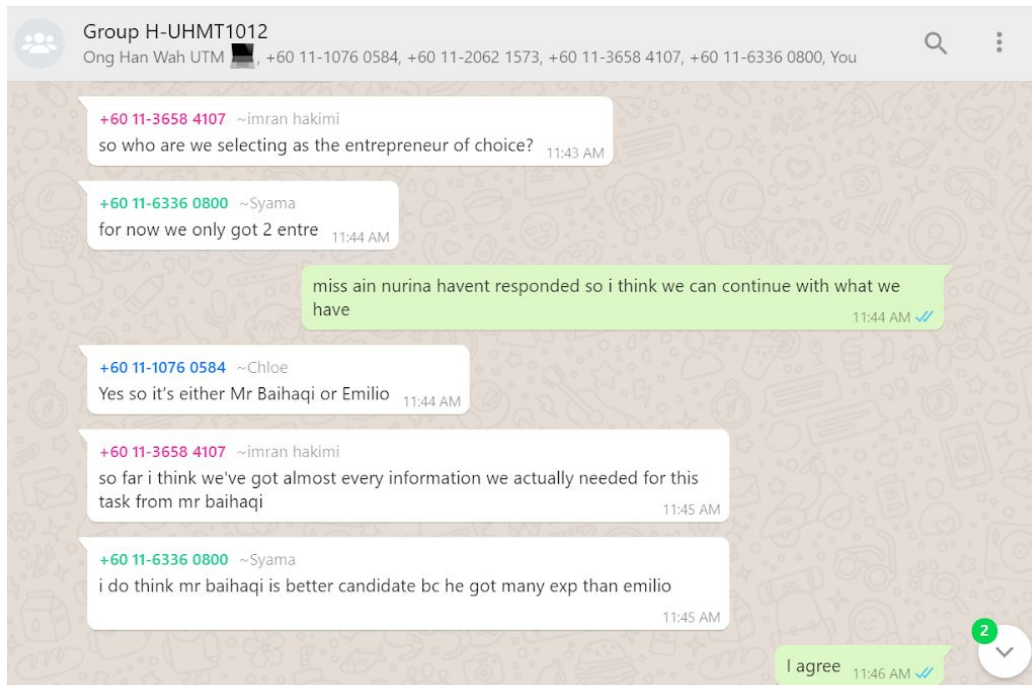 Group H-UHMT1012
Ong Han Wah UTM 💻, +60 11-1076 0584, +60 11-2062 1573, +60 11-3658 4107, +60 11-6336 0800, You
+60 11-3658 4107 ~imran hakimi
so who are we selecting as the entrepreneur of choice? 11:43 AM
+60 11-6336 0800 ~Syama
for now we only got 2 entre 11:44 AM
miss ain nurina havent responded so i think we can continue with what we
have 11:44 AM
+60 11-1076 0584 ~Chloe
Yes so it's either Mr Baihaqi or Emilio 11:44 AM
+60 11-3658 4107 ~imran hakimi
so far i think we've got almost every information we actually needed for this
task from mr baihaqi 11:45 AM
+60 11-6336 0800 ~Syama
i do think mr baihaqi is better candidate bc he got many exp than emilio
11:45 AM
2
I agree 11:46 AM